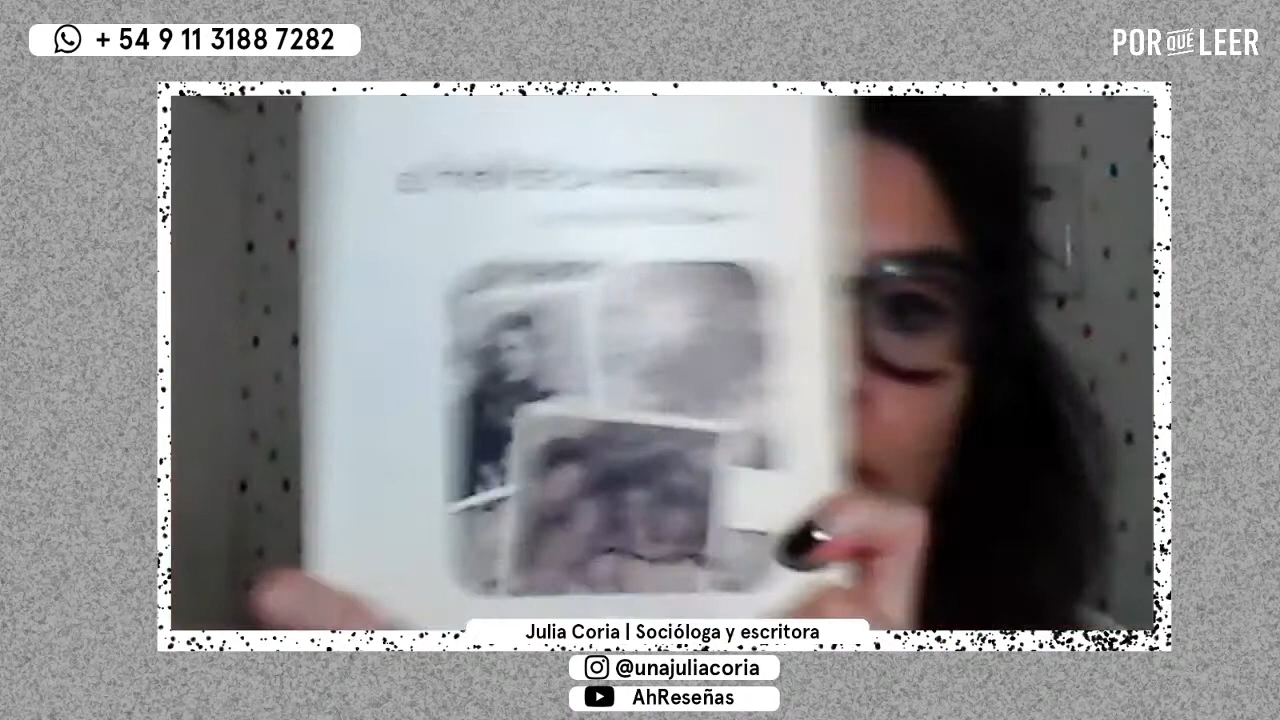 + 54 9 11 3188 7282
POR QUÉ LEER
Julia Coria | Socióloga y escritora
@unajuliacoria
AhReseñas